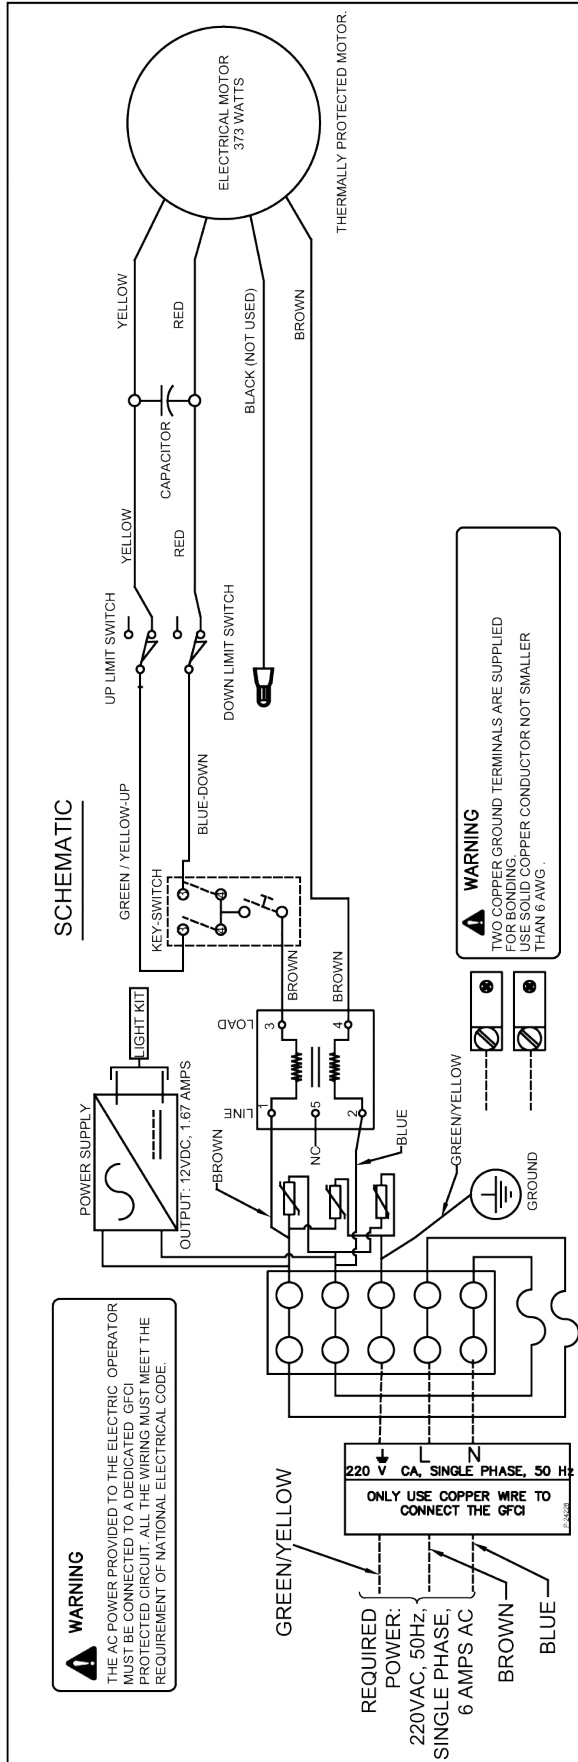 SCHEMATIC
WARNING
THE AC POWER PROVIDED TO THE ELECTRIC OPERATOR
MUST BE CONNECTED TO A DEDICATED GFCI
PROTECTED CIRCUIT. ALL THE WIRING MUST MEET THE
REQUIREMENT OF NATIONAL ELECTRICAL CODE.
POWER SUPPLY
OUTPUT: 12VDC, 1.67 AMPS
LIGHT KIT
GREEN / YELLOW-UP
UP LIMIT SWITCH
YELLOW
YELLOW
KEY-SWITCH
3
3
4
4
BLUE-DOWN
DOWN LIMIT SWITCH
RED
CAPACITOR
RED
ELECTRICAL MOTOR
373 WATTS
THERMALLY PROTECTED MOTOR.
BLACK (NOT USED)
BROWN
BROWN
LINE
LOAD
1
3
BROWN
NC
5
2
4
BROWN
BLUE
GREEN/YELLOW
GROUND
WARNING
TWO COPPER GROUND TERMINALS ARE SUPPLIED
FOR BONDING.
USE SOLID COPPER CONDUCTOR NOT SMALLER
THAN 6 AWG .
GREEN/YELLOW
REQUIRED
POWER:
220VAC, 50Hz,
SINGLE PHASE,
6 AMPS AC
BROWN
BLUE
L
N
220 V CA, SINGLE PHASE, 50 Hz
ONLY USE COPPER WIRE TO
CONNECT THE GFCI